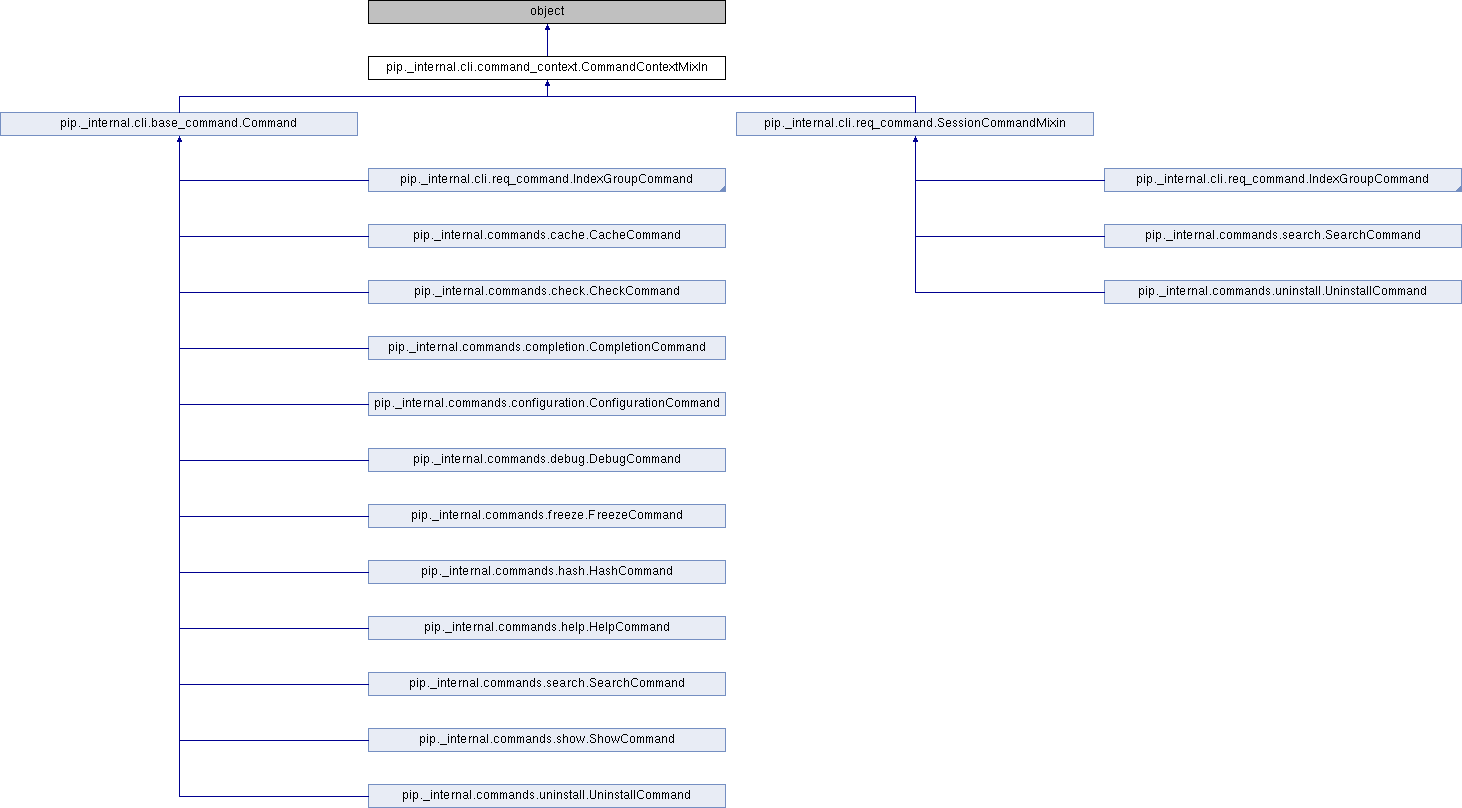 object
pip._internal.cli.command_context.CommandContextMixIn
pip._internal.cli.base_command.Command
pip._internal.cli.req_command.SessionCommandMixin
pip._internal.cli.req_command.IndexGroupCommand
pip._internal.cli.req_command.IndexGroupCommand
pip._internal.commands.cache.CacheCommand
pip._internal.commands.search.SearchCommand
pip._internal.commands.check.CheckCommand
pip._internal.commands.uninstall.UninstallCommand
pip._internal.commands.completion.CompletionCommand
pip._internal.commands.configuration.ConfigurationCommand
pip._internal.commands.debug.DebugCommand
pip._internal.commands.freeze.FreezeCommand
pip._internal.commands.hash.HashCommand
pip._internal.commands.help.HelpCommand
pip._internal.commands.search.SearchCommand
pip._internal.commands.show.ShowCommand
pip._internal.commands.uninstall.UninstallCommand